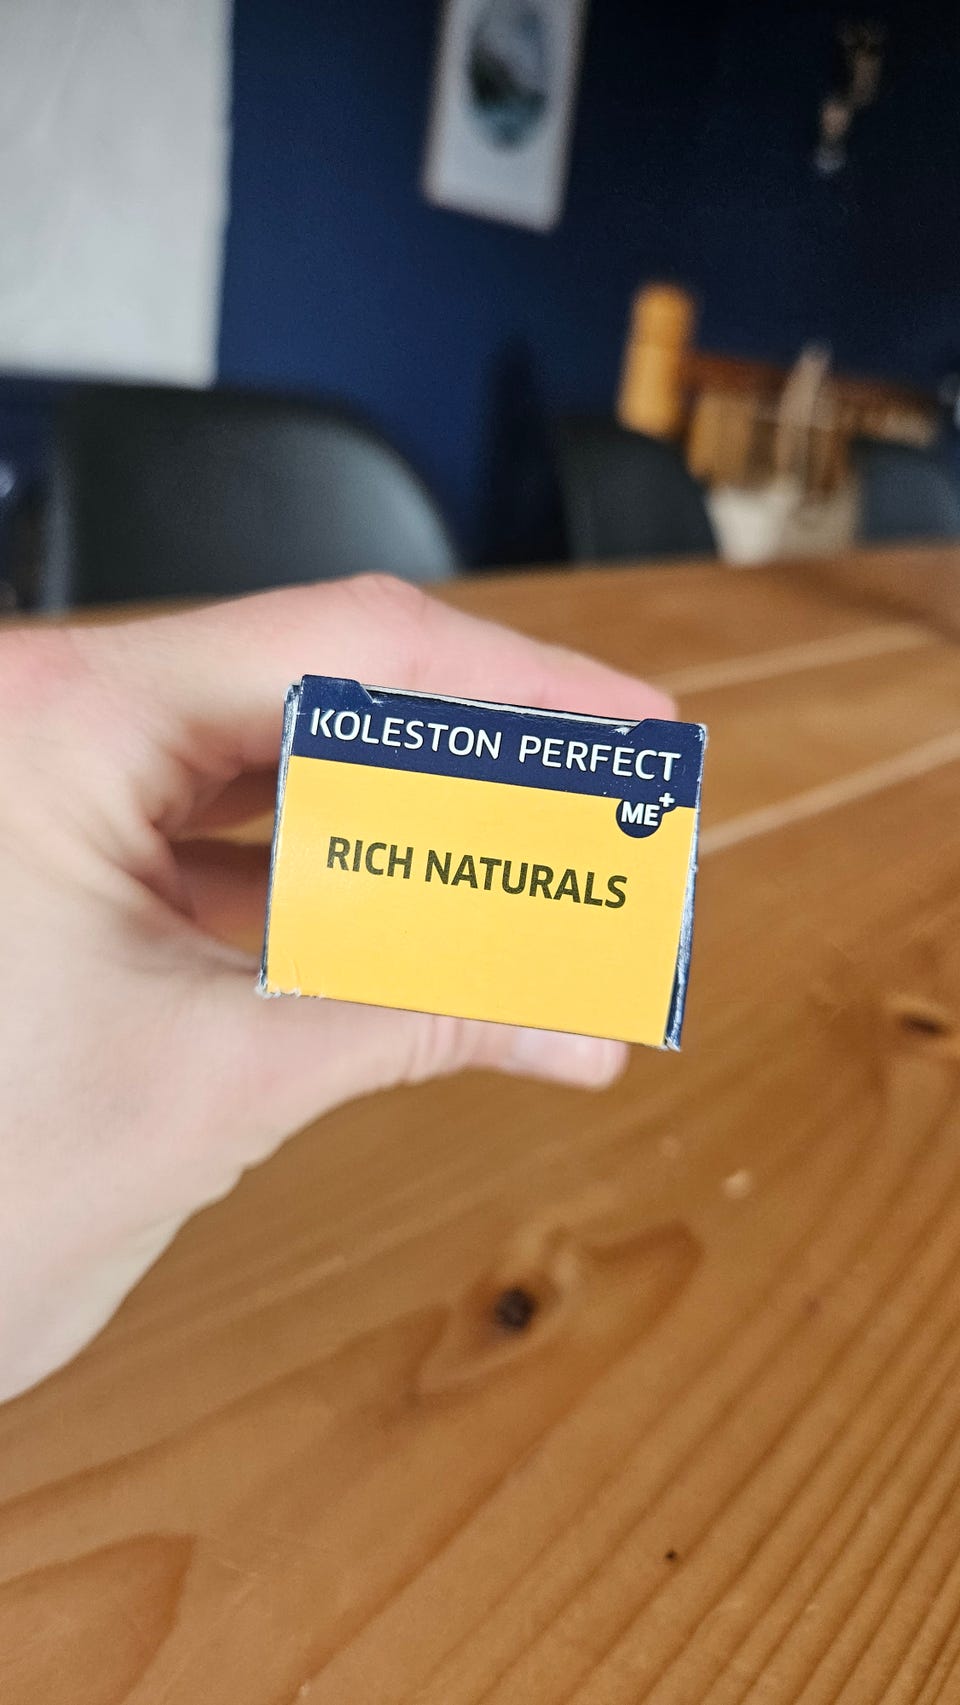 KOLESTON PERFECT
ME+
RICH NATURALS